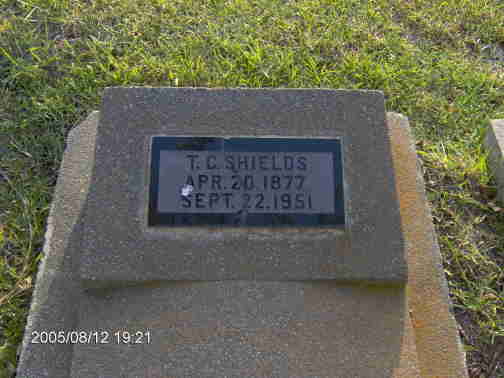 T. C. SHIELDS
APR. 20. 1877
SEPT. 22. 1951
2005/08/12 19:21